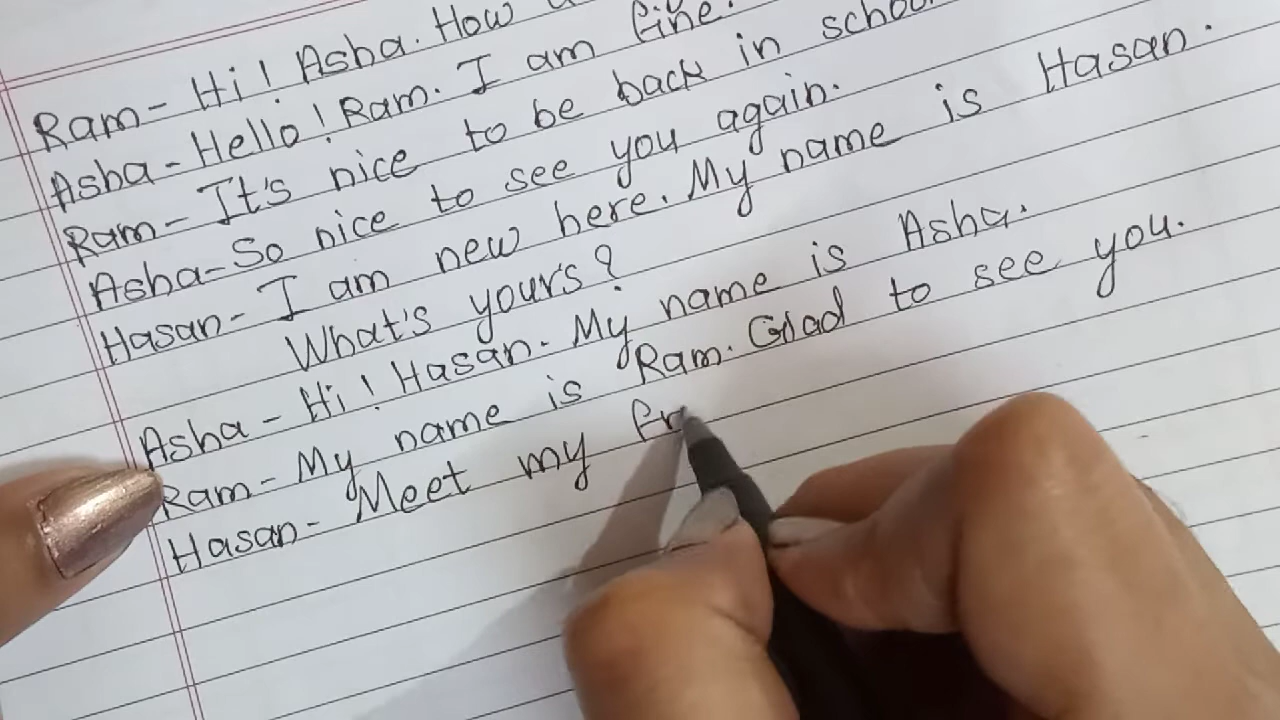 Ram- Hi! Asha. How
Asha- Hello! Ram. I am fine.
Ram- It's nice to be back in school
Asha- So nice to see you again.
Hasan- I am new here. My name is Hasan.
What's yours?
Asha- Hi! Hasan. My name is Asha.
Ram- My name is Ram. Glad to see you.
Hasan- Meet my fr